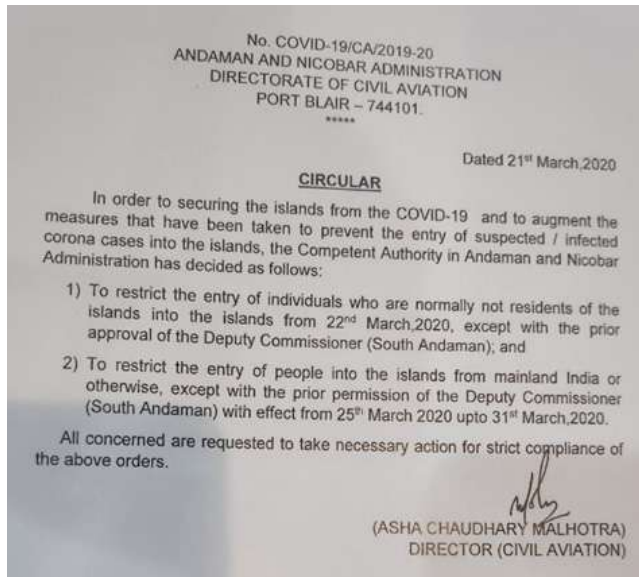 No. COVID-19/CA/2019-20
ANDAMAN AND NICOBAR ADMINISTRATION
DIRECTORATE OF CIVIL AVIATION
PORT BLAIR – 744101.
*****
Dated 21st March,2020
CIRCULAR
In order to securing the islands from the COVID-19 and to augment the
measures that have been taken to prevent the entry of suspected / infected
corona cases into the islands, the Competent Authority in Andaman and Nicobar
Administration has decided as follows:
1) To restrict the entry of individuals who are normally not residents of the
islands into the islands from 22nd March,2020, except with the prior
approval of the Deputy Commissioner (South Andaman); and
2) To restrict the entry of people into the islands from mainland India or
otherwise, except with the prior permission of the Deputy Commissioner
(South Andaman) with effect from 25th March 2020 upto 31st March,2020.
All concerned are requested to take necessary action for strict compliance of
the above orders.
(ASHA CHAUDHARY MALHOTRA)
DIRECTOR (CIVIL AVIATION)